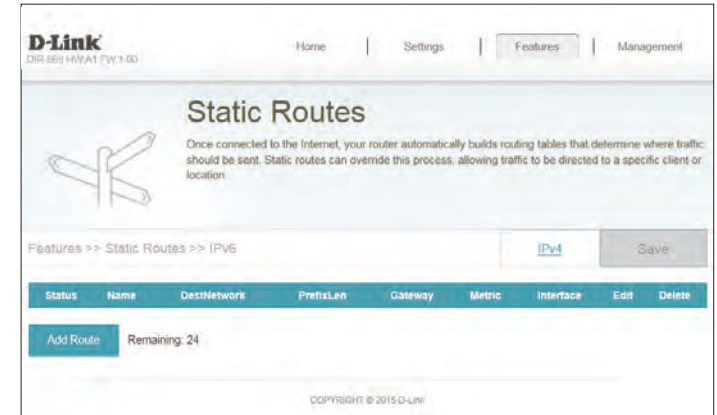 D-Link
DIR-869 HW:A1 FW:1.00
Home | Settings | Features | Management
Static Routes
Once connected to the Internet, your router automatically builds routing tables that determine where traffic
should be sent. Static routes can override this process, allowing traffic to be directed to a specific client or
location.
Features >> Static Routes >> IPv6
IPv4
Save
Status Name DestNetwork PrefixLen Gateway Metric Interface Edit Delete
Add Route
Remaining: 24
COPYRIGHT © 2015 D-Link